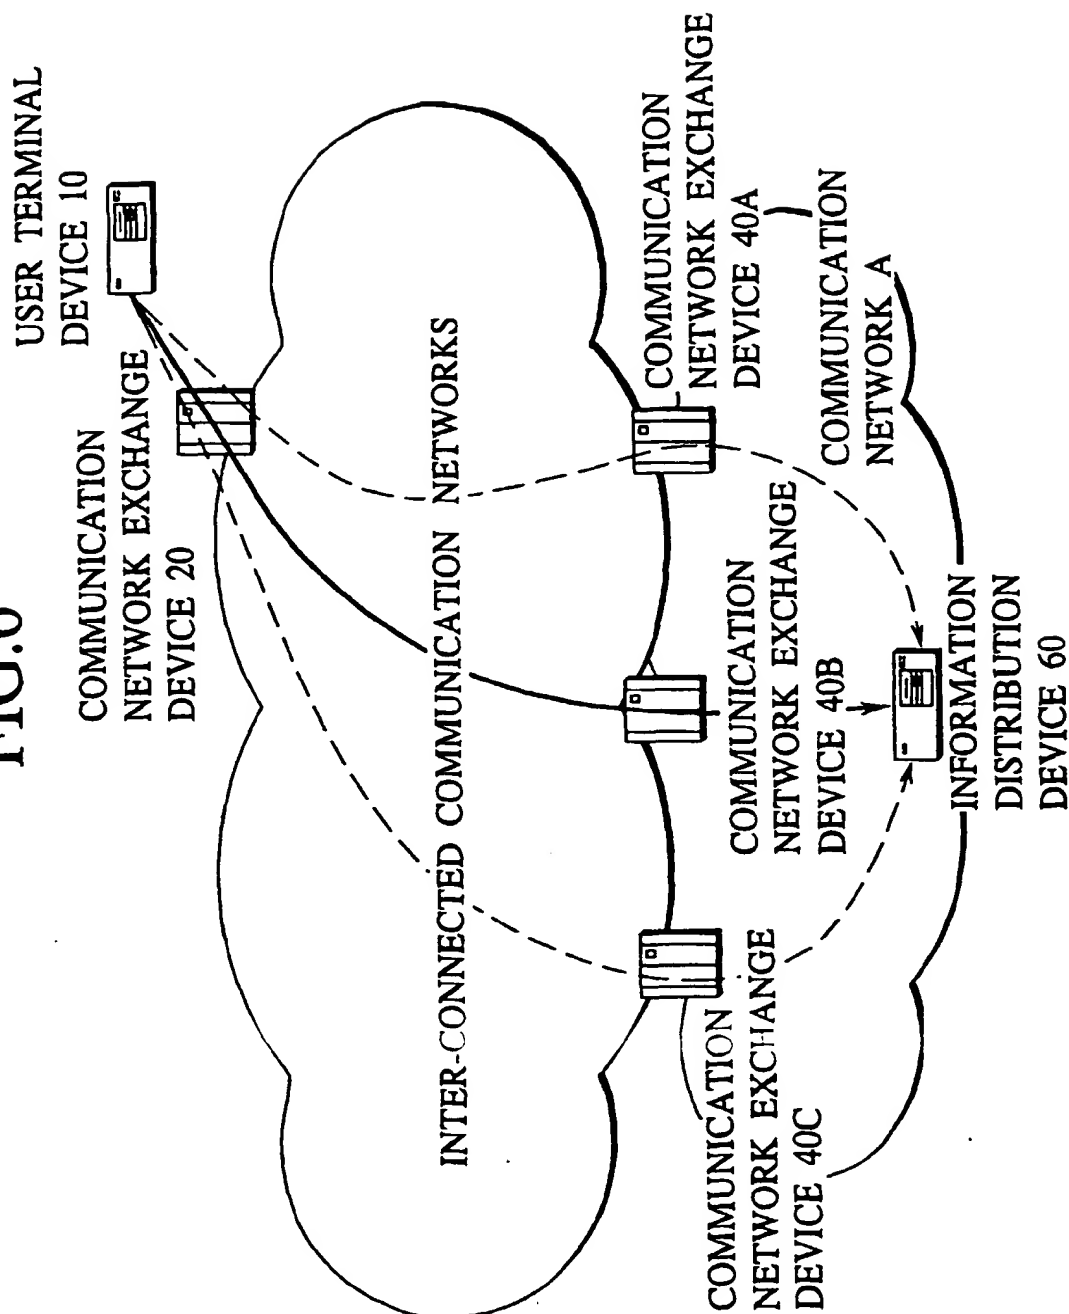 FIG.6
USER TERMINAL
DEVICE 10
COMMUNICATION
NETWORK EXCHANGE
DEVICE 20
INTER-CONNECTED COMMUNICATION NETWORKS
COMMUNICATION
NETWORK EXCHANGE
DEVICE 40A
COMMUNICATION
NETWORK EXCHANGE
DEVICE 40B
COMMUNICATION
NETWORK EXCHANGE
DEVICE 40C
COMMUNICATION
NETWORK A
INFORMATION
DISTRIBUTION
DEVICE 60